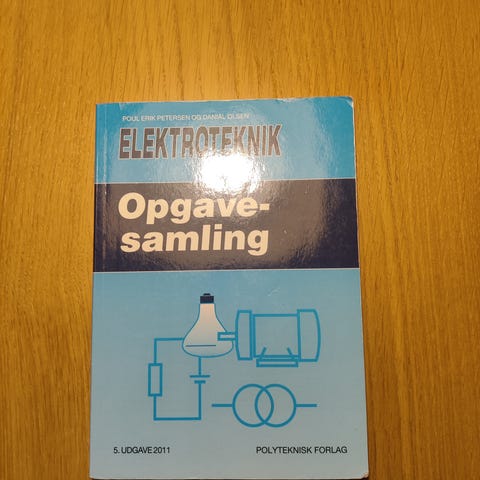 POUL ERIK PETERSEN OG DANIAL OLSEN
ELEKTROTEKNIK
Opgave-
samling
5. UDGAVE 2011
POLYTEKNISK FORLAG